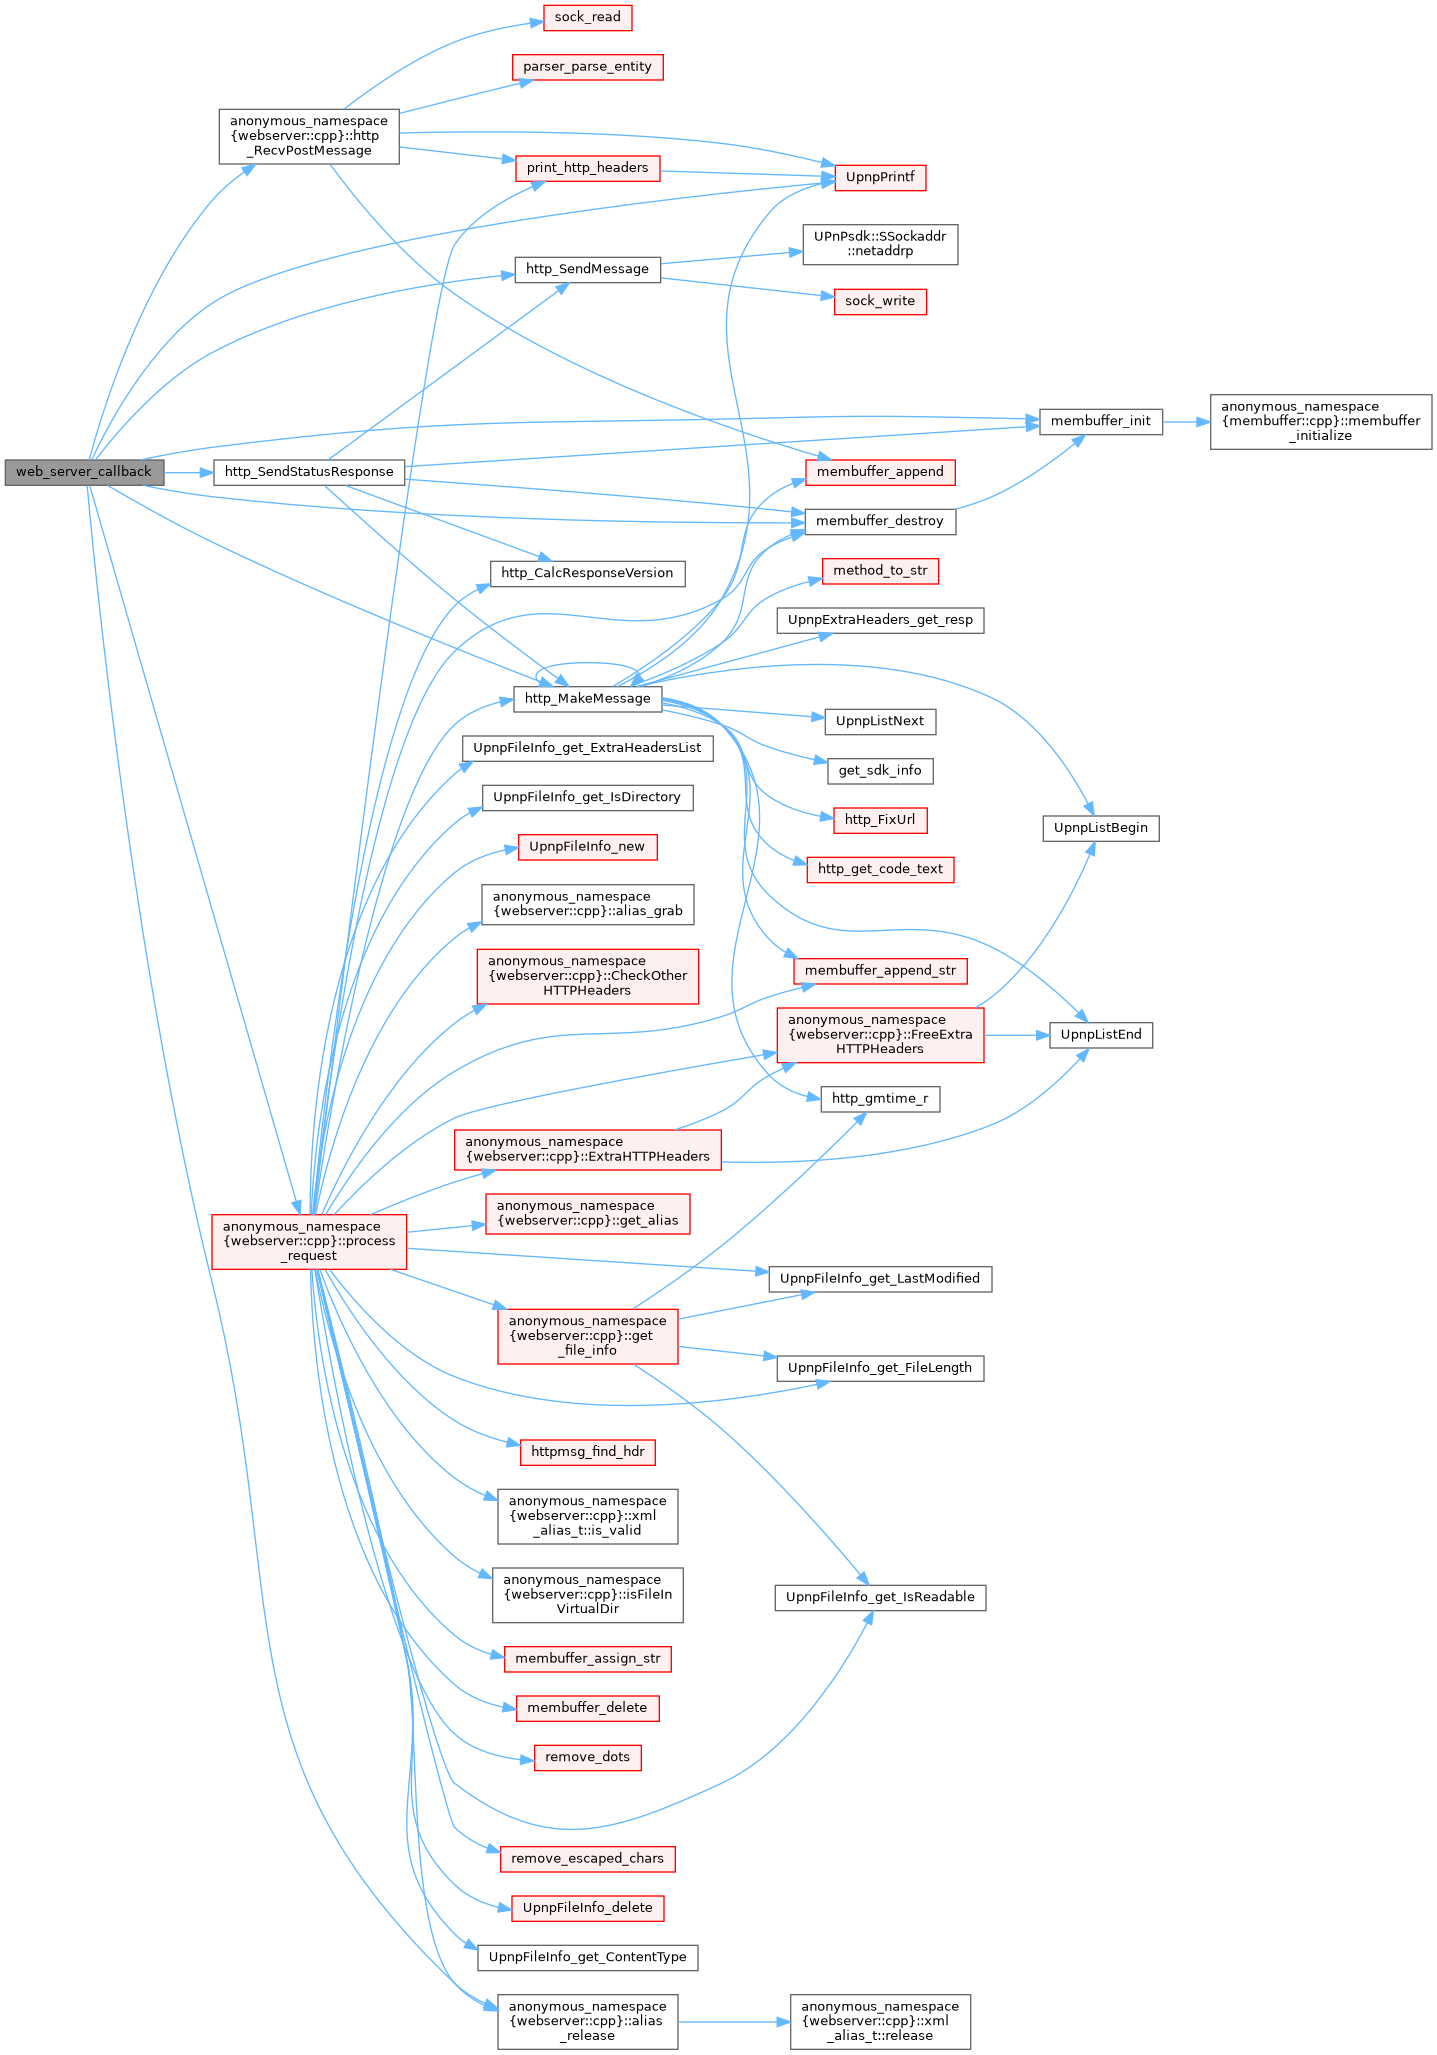 sock_read
parser_parse_entity
anonymous_namespace
{webserver::cpp}::http
_RecvPostMessage
print_http_headers
UpnpPrintf
UPnPsdk::SSockaddr
::netaddrp
http_SendMessage
sock_write
anonymous_namespace
{membuffer::cpp}::membuffer
_initialize
membuffer_init
web_server_callback
http_SendStatusResponse
membuffer_append
membuffer_destroy
http_CalcResponseVersion
method_to_str
UpnpExtraHeaders_get_resp
http_MakeMessage
UpnpListNext
UpnpFileInfo_get_ExtraHeadersList
get_sdk_info
UpnpFileInfo_get_IsDirectory
http_FixUrl
UpnpListBegin
UpnpFileInfo_new
http_get_code_text
anonymous_namespace
{webserver::cpp}::alias_grab
anonymous_namespace
{webserver::cpp}::CheckOther
HTTPHeaders
membuffer_append_str
anonymous_namespace
{webserver::cpp}::FreeExtra
HTTPHeaders
UpnpListEnd
http_gmtime_r
anonymous_namespace
{webserver::cpp}::ExtraHTTPHeaders
anonymous_namespace
{webserver::cpp}::get_alias
anonymous_namespace
{webserver::cpp}::process
_request
UpnpFileInfo_get_LastModified
anonymous_namespace
{webserver::cpp}::get
_file_info
UpnpFileInfo_get_FileLength
httpmsg_find_hdr
anonymous_namespace
{webserver::cpp}::xml
_alias_t::is_valid
anonymous_namespace
{webserver::cpp}::isFileIn
VirtualDir
UpnpFileInfo_get_IsReadable
membuffer_assign_str
membuffer_delete
remove_dots
remove_escaped_chars
UpnpFileInfo_delete
UpnpFileInfo_get_ContentType
anonymous_namespace
{webserver::cpp}::alias
_release
anonymous_namespace
{webserver::cpp}::xml
_alias_t::release